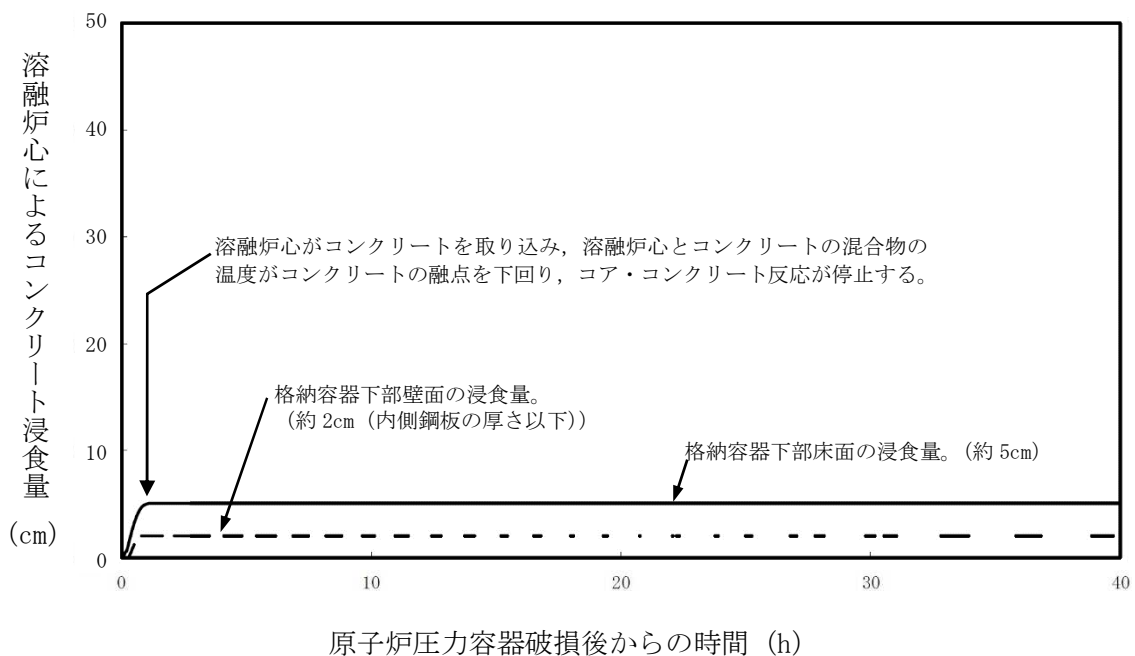 溶融炉心によるコンクリート浸食量
(cm)
50
40
30
20
10
0
溶融炉心がコンクリートを取り込み，溶融炉心とコンクリートの混合物の
温度がコンクリートの融点を下回り，コア・コンクリート反応が停止する。
格納容器下部壁面の浸食量。
（約 2cm（内側鋼板の厚さ以下））
格納容器下部床面の浸食量。（約 5cm）
0 10 20 30 40
原子炉圧力容器破損後からの時間 (h)